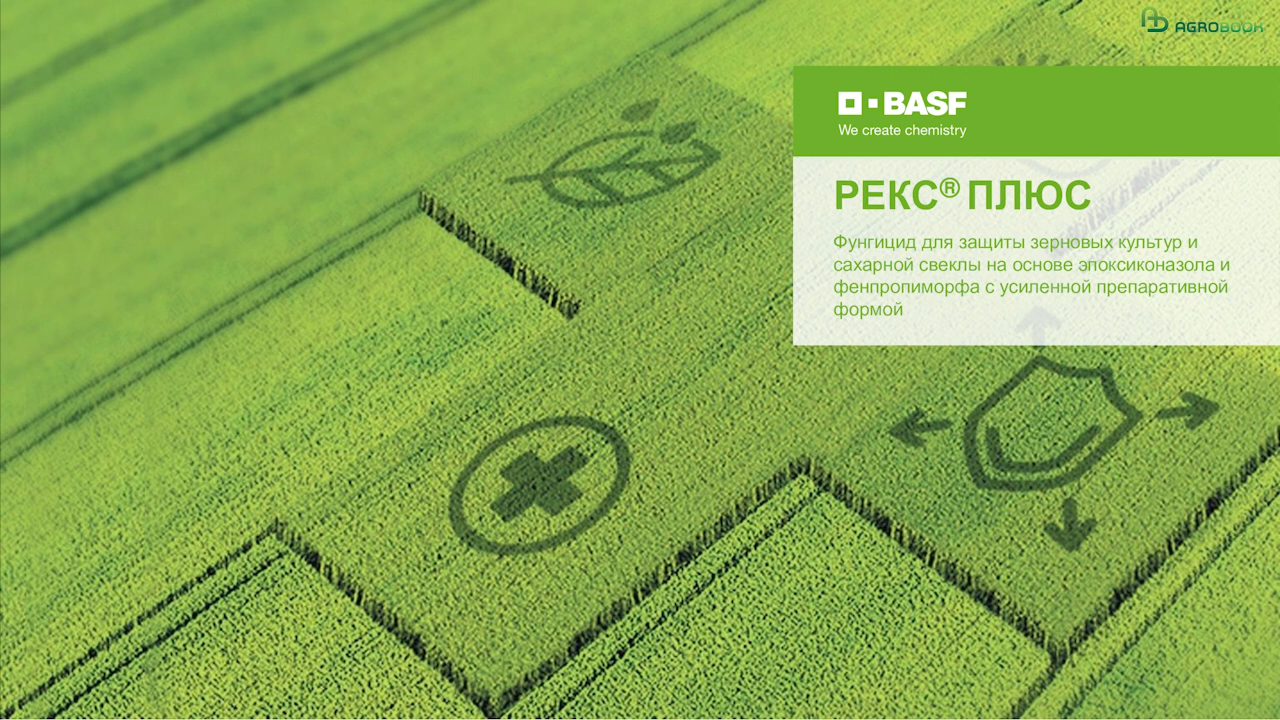 AGROBOOK
BASF
We create chemistry
РЕКС® ПЛЮС
Фунгицид для защиты зерновых культур и
сахарной свеклы на основе эпоксиконазола и
фенпропиморфа с усиленной препаративной
формой